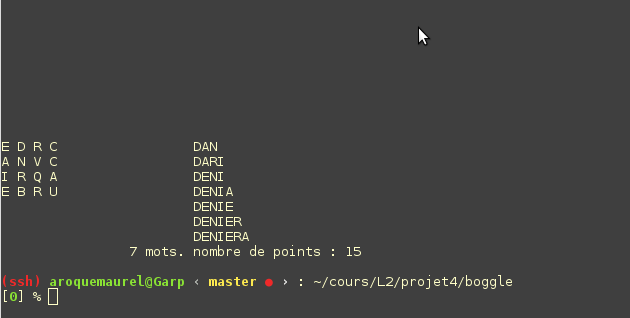 E D R C DAN
A N V C DARI
I R Q A DENI
E B R U DENIA
DENIE
DENIER
DENIERA
7 mots. nombre de points : 15
(ssh) aroquemaurel@Garp ‹ master ● › : ~/cours/L2/projet4/boggle
[0] %